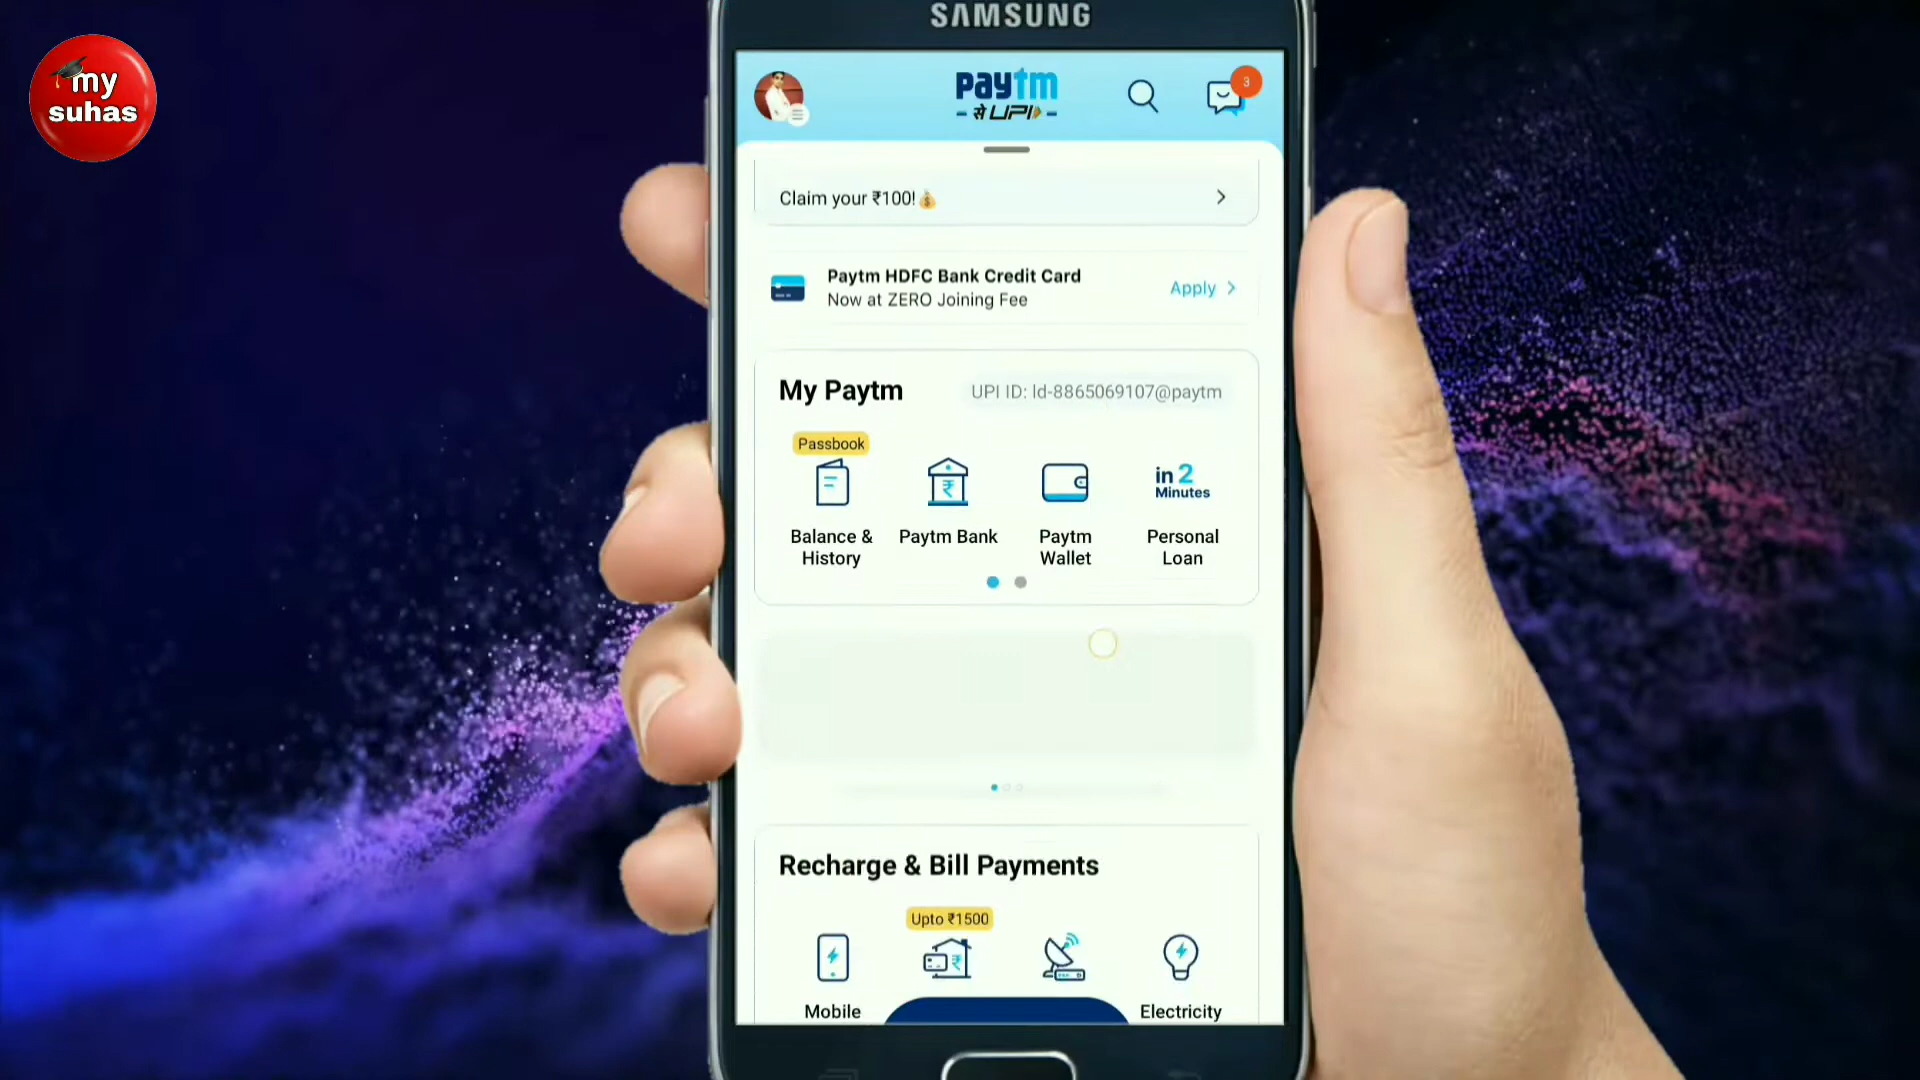 SAMSUNG
my
suhas
paytm
से UPI
3
Claim your ₹100!💰
Paytm HDFC Bank Credit Card
Now at ZERO Joining Fee
Apply
My Paytm
UPI ID: ld-8865069107@paytm
Passbook
in 2
Minutes
Balance &
History
Paytm Bank
Paytm
Wallet
Personal
Loan
Recharge & Bill Payments
Upto ₹1500
Mobile
Electricity